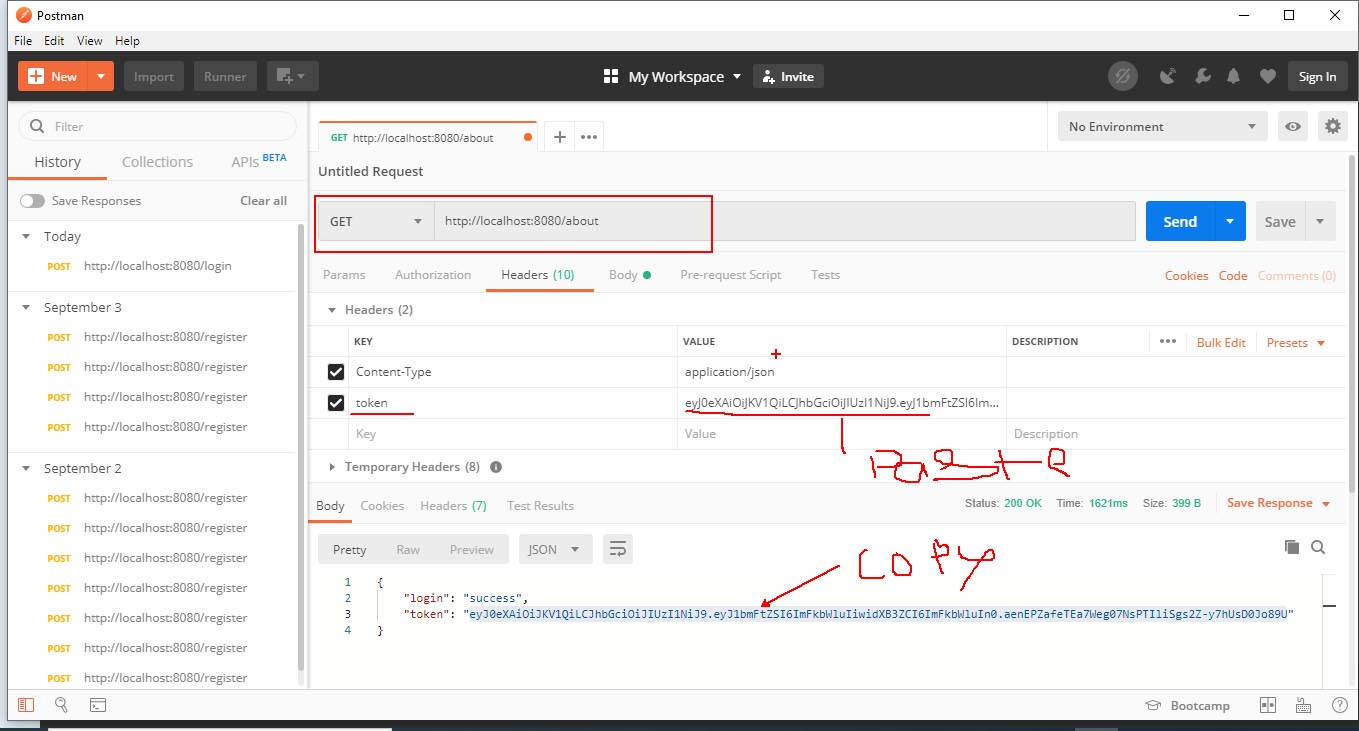 Postman
File Edit View Help
New Import Runner My Workspace Invite Sign In
Filter
History Collections APIs BETA
Save Responses Clear all
Today
POST http://localhost:8080/login
September 3
POST http://localhost:8080/register
POST http://localhost:8080/register
POST http://localhost:8080/register
POST http://localhost:8080/register
September 2
POST http://localhost:8080/register
POST http://localhost:8080/register
POST http://localhost:8080/register
POST http://localhost:8080/register
POST http://localhost:8080/register
POST http://localhost:8080/register
POST http://localhost:8080/register
GET http://localhost:8080/about
No Environment
Untitled Request
GET http://localhost:8080/about Send Save
Params Authorization Headers (10) Body Pre-request Script Tests Cookies Code Comments (0)
Headers (2)
KEY VALUE DESCRIPTION Bulk Edit Presets
Content-Type application/json
token eyJ0eXAiOiJKV1QiLCJhbGciOiJIUzI1NiJ9.eyJ1bmFtZSI6Im...
Key Value Description
Paste
Temporary Headers (8)
Body Cookies Headers (7) Test Results Status: 200 OK Time: 1621ms Size: 399 B Save Response
Pretty Raw Preview JSON
COPY
1 {
2 "login": "success",
3 "token": "eyJ0eXAiOiJKV1QiLCJhbGciOiJIUzI1NiJ9.eyJ1bmFtZSI6ImFkbWluIiwidXB3ZCI6ImFkbWluIn0.aenEPZafeTEa7Weg07NsPTIliSgs2Z-y7hUsD0Jo89U"
4 }
Bootcamp